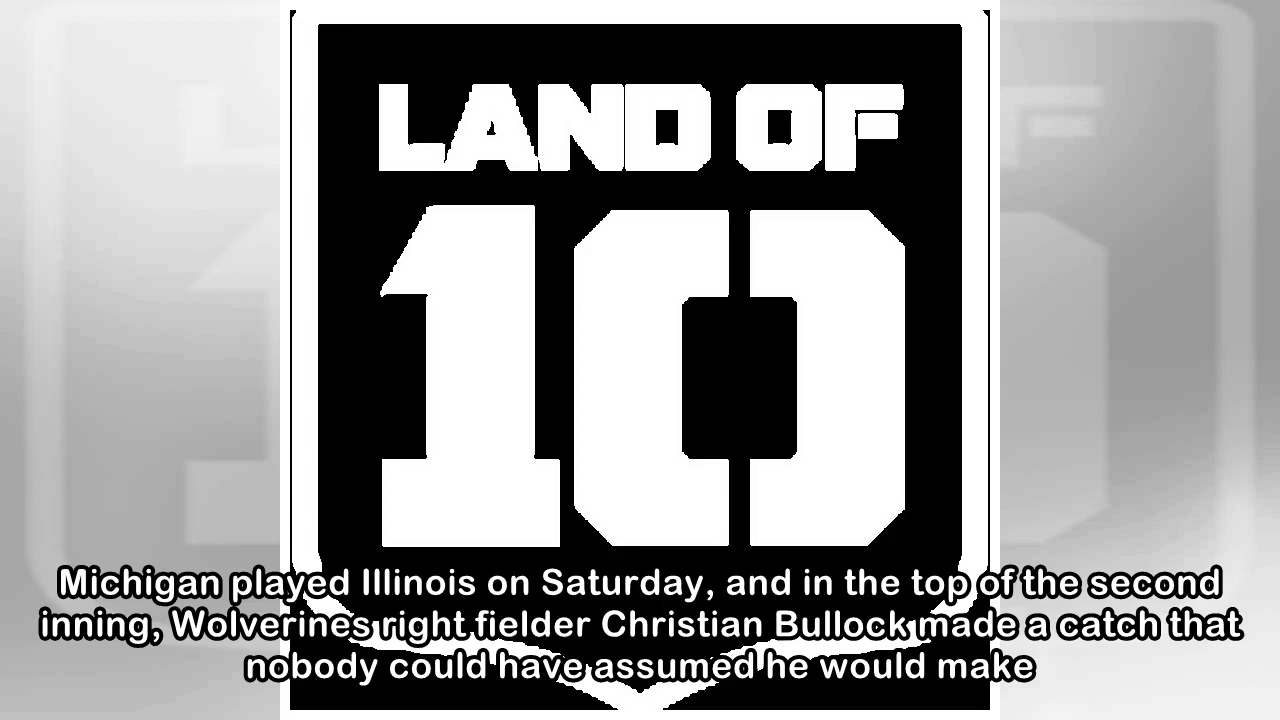 LAND OF
10
Michigan played Illinois on Saturday, and in the top of the second
inning, Wolverines right fielder Christian Bullock made a catch that
nobody could have assumed he would make